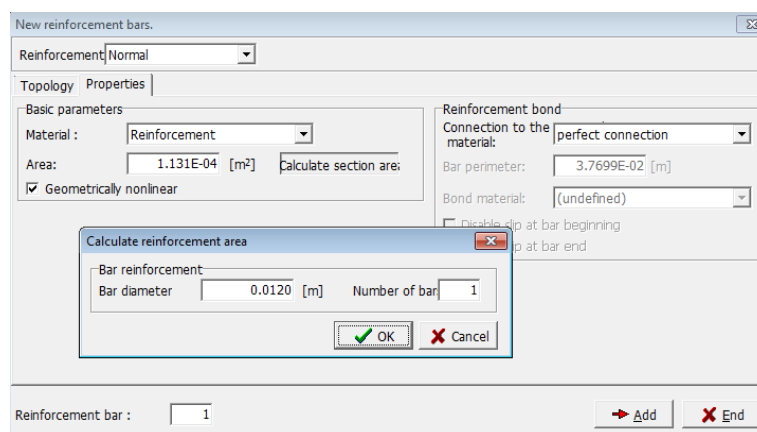 New reinforcement bars.
Reinforcement Normal
Topology Properties
Basic parameters
Material : Reinforcement
Area: 1.131E-04 [m²] Calculate section area
Geometrically nonlinear
Reinforcement bond
Connection to the material: perfect connection
Bar perimeter: 3.7699E-02 [m]
Bond material: (undefined)
Disable slip at bar beginning
p at bar end
Calculate reinforcement area
Bar reinforcement
Bar diameter 0.0120 [m] Number of bar 1
OK Cancel
Reinforcement bar : 1
Add End